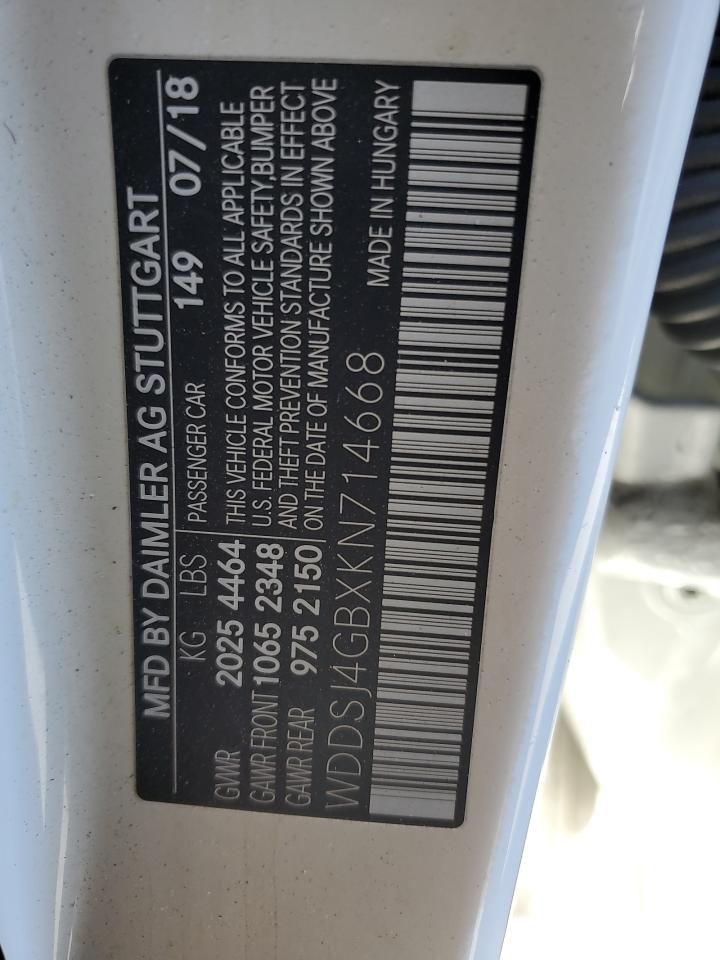 MFD BY DAIMLER AG STUTTGART
KG LBS PASSENGER CAR 149 07/18
GVWR 2025 4464 THIS VEHICLE CONFORMS TO ALL APPLICABLE
GAWR FRONT 1065 2348 U.S. FEDERAL MOTOR VEHICLE SAFETY,BUMPER
GAWR REAR 975 2150 AND THEFT PREVENTION STANDARDS IN EFFECT
ON THE DATE OF MANUFACTURE SHOWN ABOVE
WDDSJ4GBXKN714668 MADE IN HUNGARY